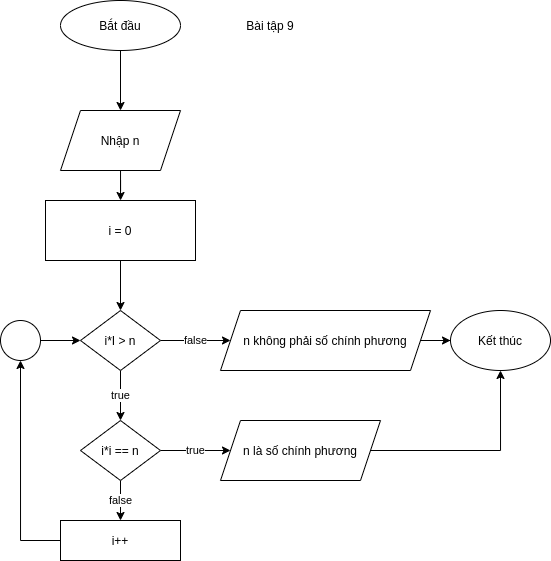 Bắt đầu
Bài tập 9
Nhập n
i = 0
i*I > n
false
n không phải số chính phương
Kết thúc
true
i*i == n
true
n là số chính phương
false
i++